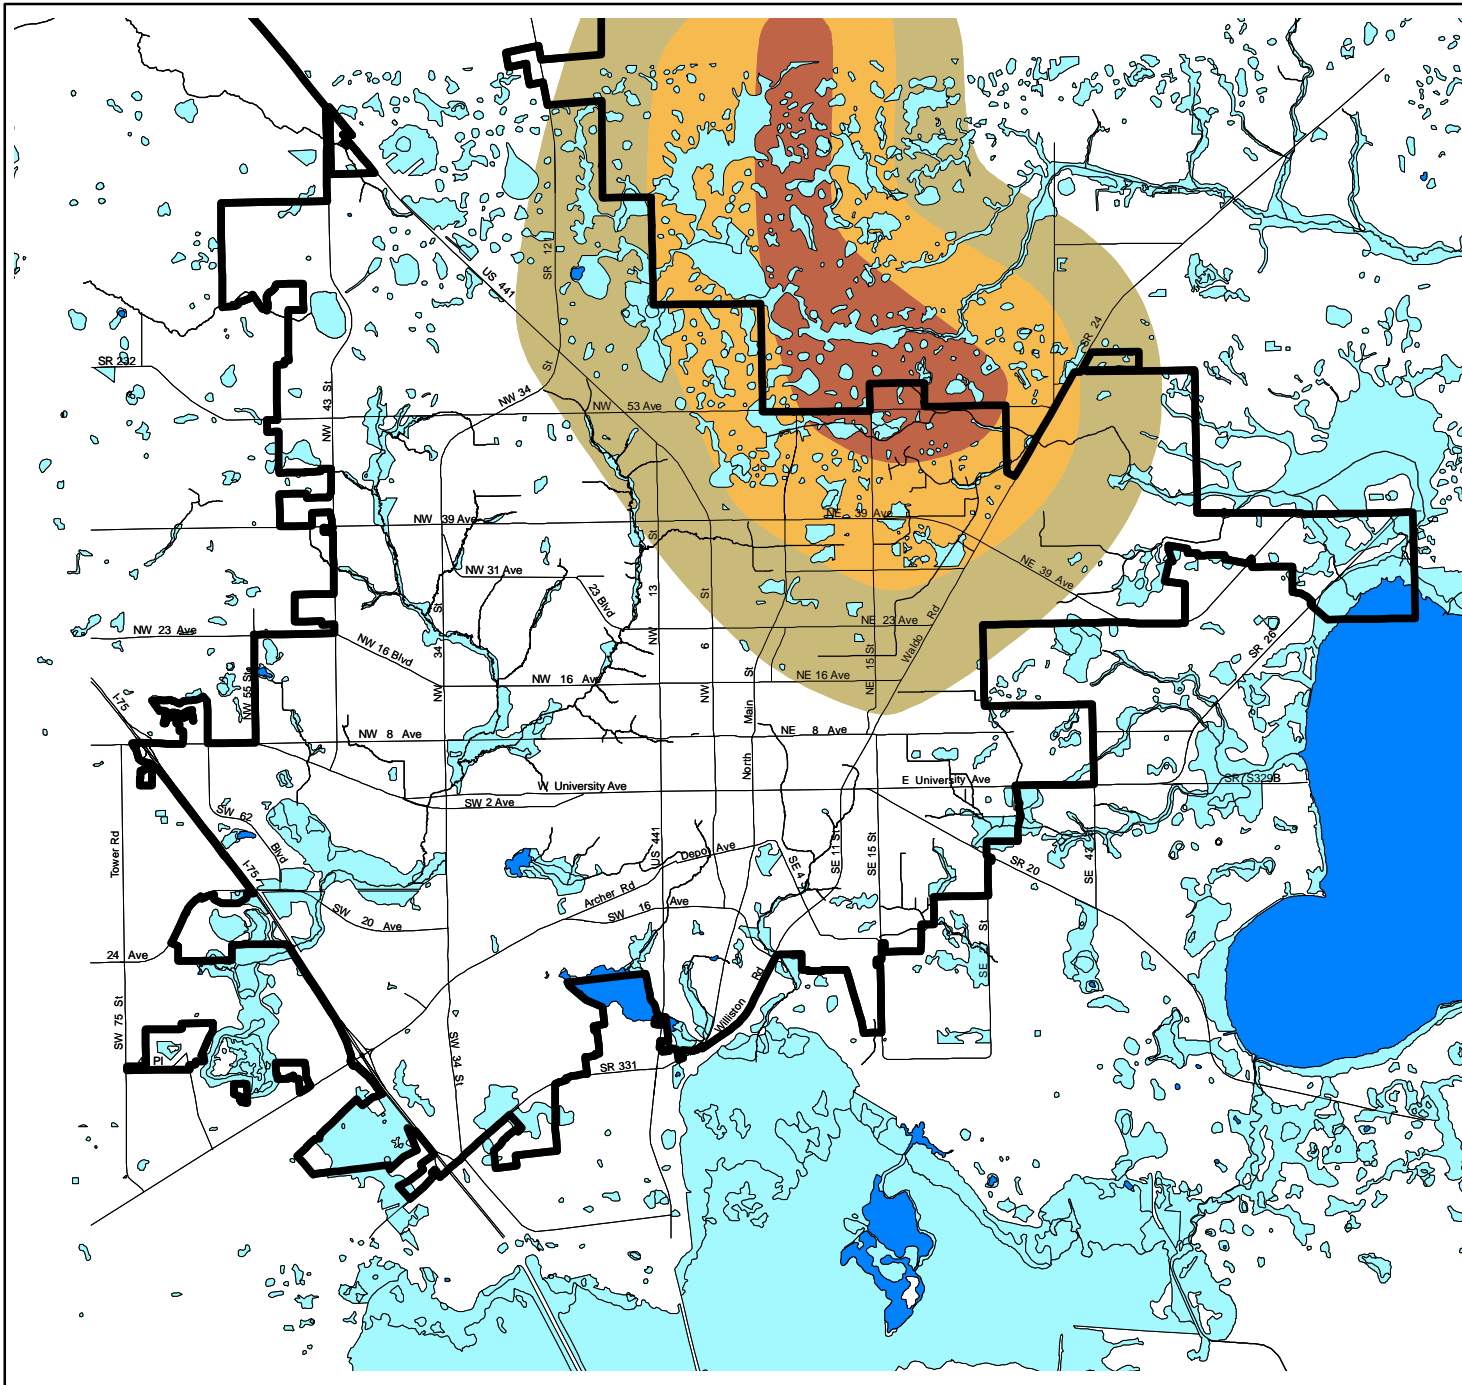 SR 121
US 441
SR 24
SR 232
NW 43 St
NW 34 St
NW 53 Ave
NW 39 Ave
NE 39 Ave
NW 31 Ave
NE 39 Ave
23 Blvd
NW 13 St
NW 6 St
NW 34 St
NW 23 Ave
NE 23 Ave
Waldo Rd
NE 15 St
NW 16 Blvd
NW 16 Ave
NE 16 Ave
SR 26
NW 55 St
I-75
North Main St
NW 8 Ave
NE 8 Ave
W University Ave
E University Ave
SR S329B
SW 2 Ave
SW 62 Blvd
Tower Rd
I-75
US 441
Depot Ave
SE 4 St
SE 11 St
SE 15 St
SR 20
SE 43 St
Archer Rd
SW 16 Ave
SW 20 Ave
24 Ave
SE St
SW 75 St
Williston Rd
Pl
SW 34 St
SR 331